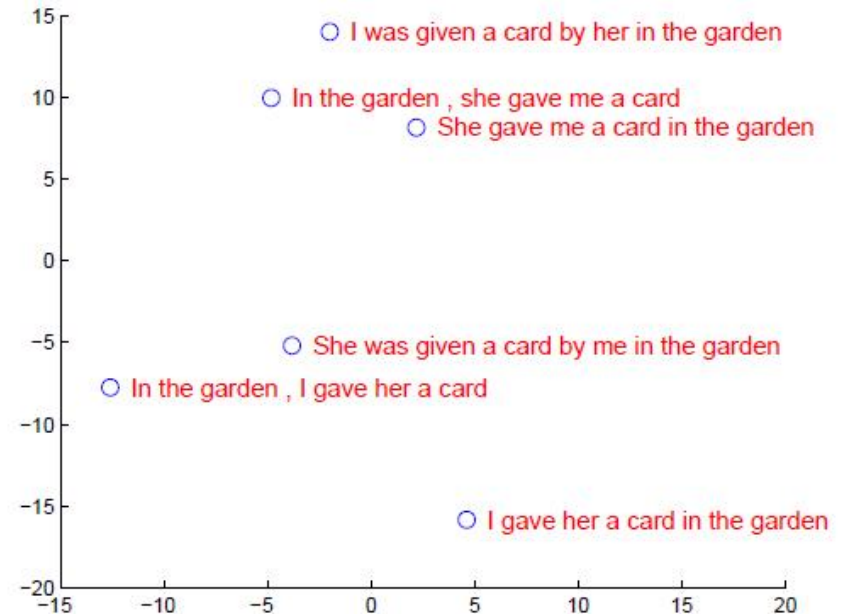 15
I was given a card by her in the garden
10
In the garden , she gave me a card
She gave me a card in the garden
5
0
−5
She was given a card by me in the garden
In the garden , I gave her a card
−10
−15
I gave her a card in the garden
−20
−15 −10 −5 0 5 10 15 20